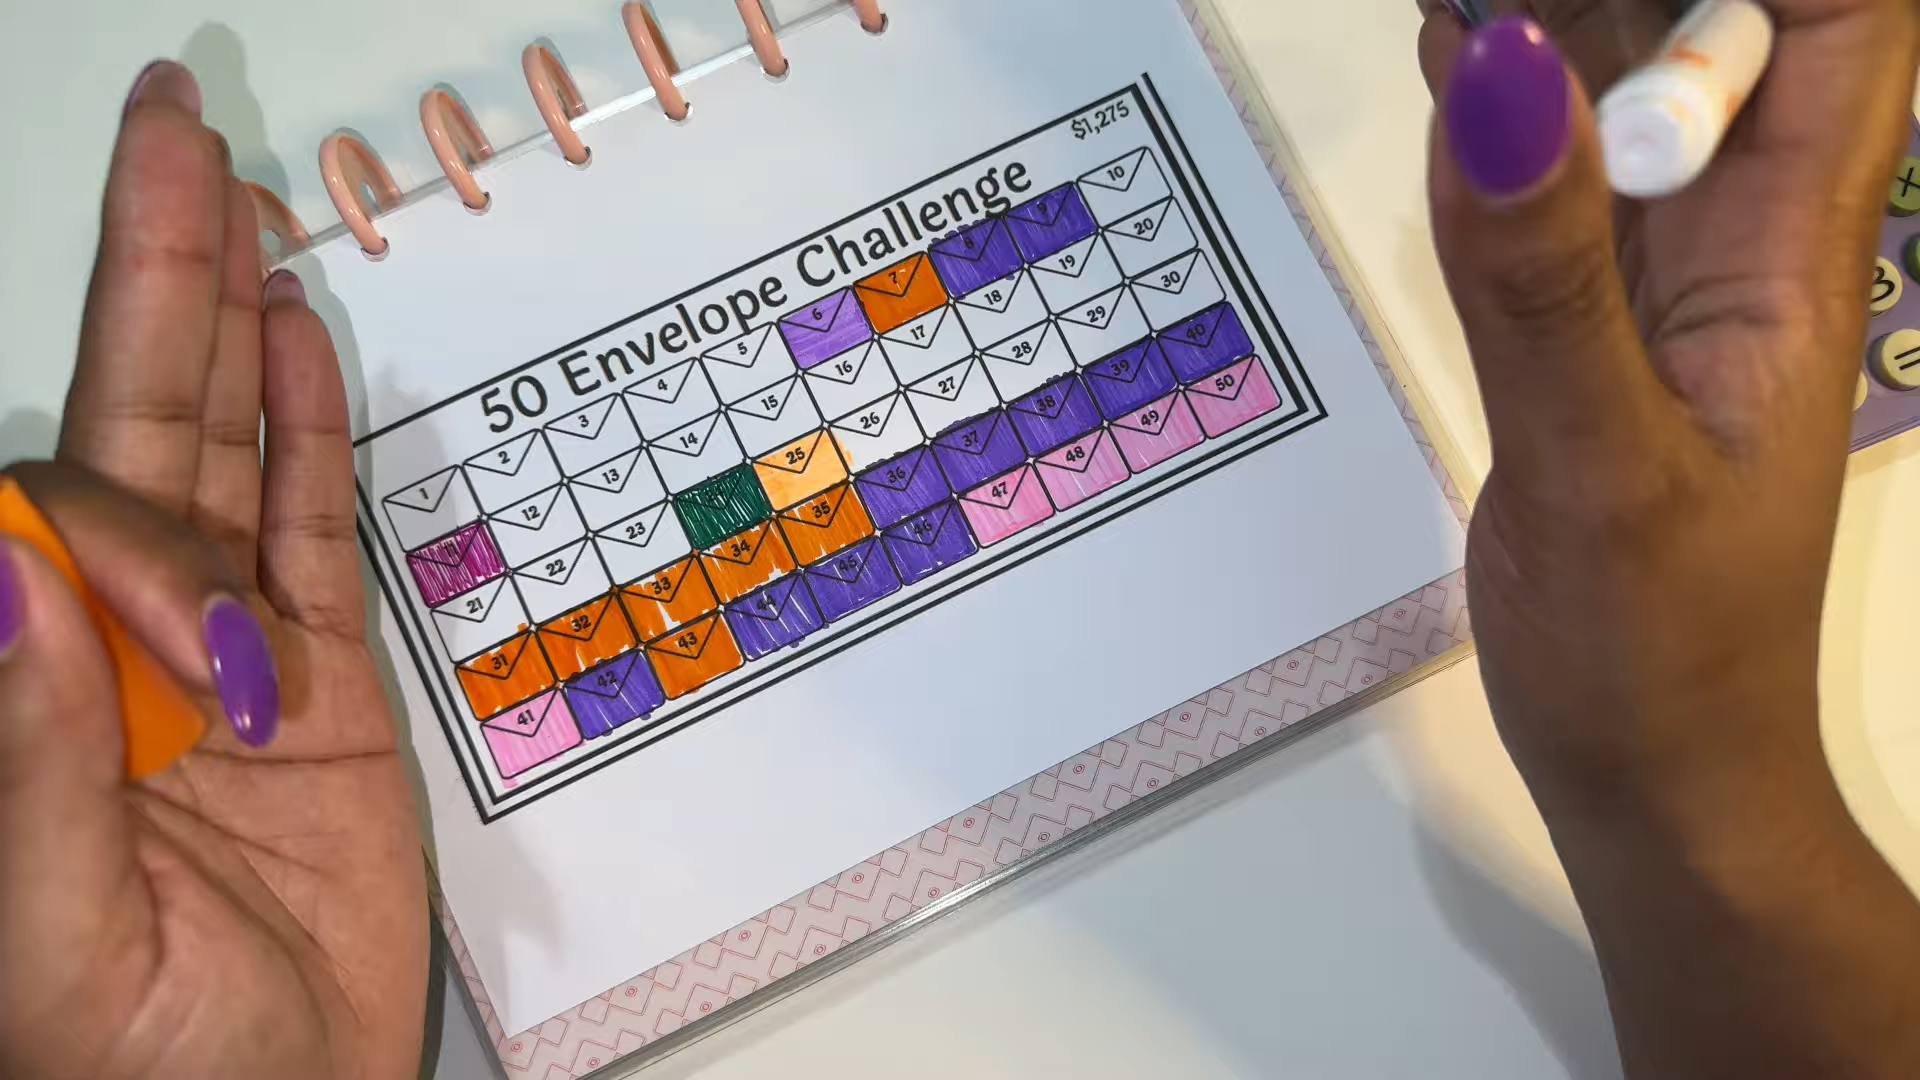 $1,275
50 Envelope Challenge
1 2 3 4 5 6 7 8 9 10
11 12 13 14 15 16 17 18 19 20
21 22 23 25 26 27 28 29 30
31 32 33 34 35 36 37 38 39 40
41 42 43 44 45 46 47 48 49 50
+
3
=